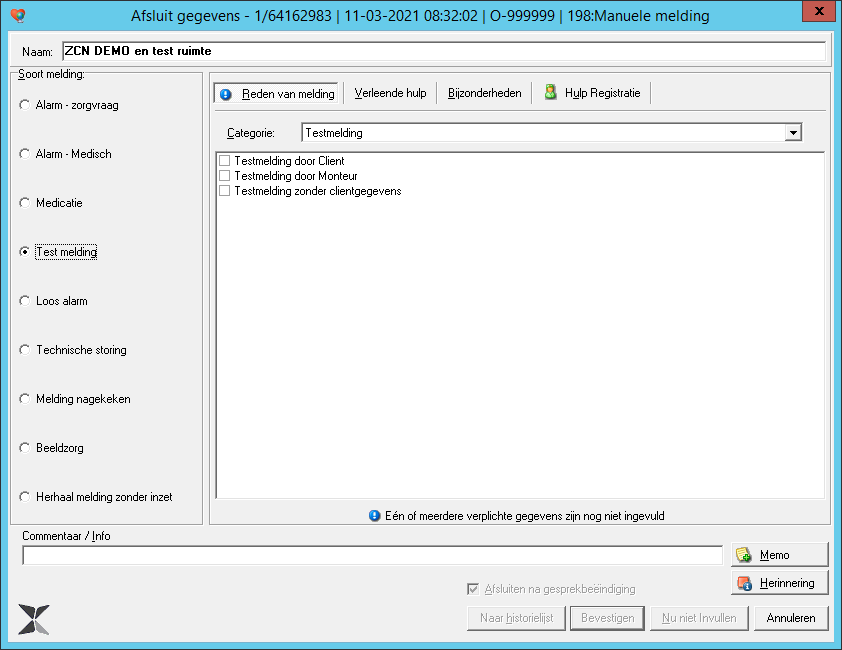 Afsluit gegevens - 1/64162983 | 11-03-2021 08:32:02 | O-999999 | 198:Manuele melding
x
Naam: ZCN DEMO en test ruimte
Soort melding:
Alarm - zorgvraag
Alarm - Medisch
Medicatie
Test melding
Loos alarm
Technische storing
Melding nagekeken
Beeldzorg
Herhaal melding zonder inzet
Reden van melding
Verleende hulp
Bijzonderheden
Hulp Registratie
Categorie: Testmelding
Testmelding door Client
Testmelding door Monteur
Testmelding zonder clientgegevens
Eén of meerdere verplichte gegevens zijn nog niet ingevuld
Commentaar / Info
Memo
Herinnering
Afsluiten na gespreksbeëindiging
Naar historielijst
Bevestigen
Nu niet Invullen
Annuleren